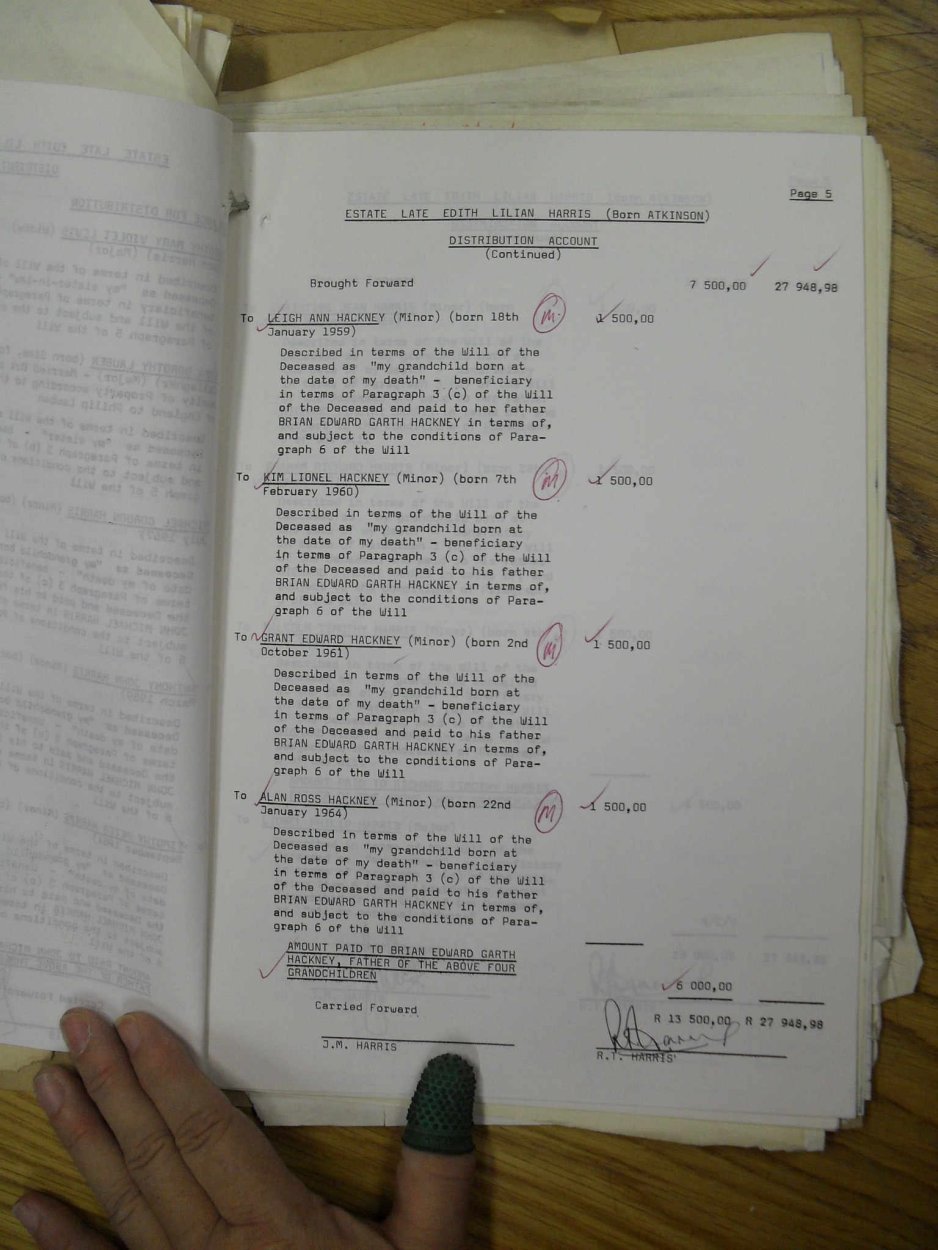 Page 5
ESTATE LATE EDITH LILIAN HARRIS (Born ATKINSON)
DISTRIBUTION ACCOUNT
(Continued)
Brought Forward 7 500,00 27 948,98
To LEIGH ANN HACKNEY (Minor) (born 18th M. 1 500,00
January 1959)
Described in terms of the Will of the
Deceased as "my grandchild born at
the date of my death" - beneficiary
in terms of Paragraph 3 (c) of the Will
of the Deceased and paid to her father
BRIAN EDWARD GARTH HACKNEY in terms of,
and subject to the conditions of Para-
graph 6 of the Will
To KIM LIONEL HACKNEY (Minor) (born 7th M 1 500,00
February 1960)
Described in terms of the Will of the
Deceased as "my grandchild born at
the date of my death" - beneficiary
in terms of Paragraph 3 (c) of the Will
of the Deceased and paid to his father
BRIAN EDWARD GARTH HACKNEY in terms of,
and subject to the conditions of Para-
graph 6 of the Will
To GRANT EDWARD HACKNEY (Minor) (born 2nd M 1 500,00
October 1961)
Described in terms of the Will of the
Deceased as "my grandchild born at
the date of my death" - beneficiary
in terms of Paragraph 3 (c) of the Will
of the Deceased and paid to his father
BRIAN EDWARD GARTH HACKNEY in terms of,
and subject to the conditions of Para-
graph 6 of the Will
To ALAN ROSS HACKNEY (Minor) (born 22nd M 1 500,00
January 1964)
Described in terms of the Will of the
Deceased as "my grandchild born at
the date of my death" - beneficiary
in terms of Paragraph 3 (c) of the Will
of the Deceased and paid to his father
BRIAN EDWARD GARTH HACKNEY in terms of,
and subject to the conditions of Para-
graph 6 of the Will
AMOUNT PAID TO BRIAN EDWARD GARTH
HACKNEY, FATHER OF THE ABOVE FOUR
GRANDCHILDREN 6 000,00
Carried Forward R 13 500,00 R 27 948,98
J.M. HARRIS R.T. HARRIS